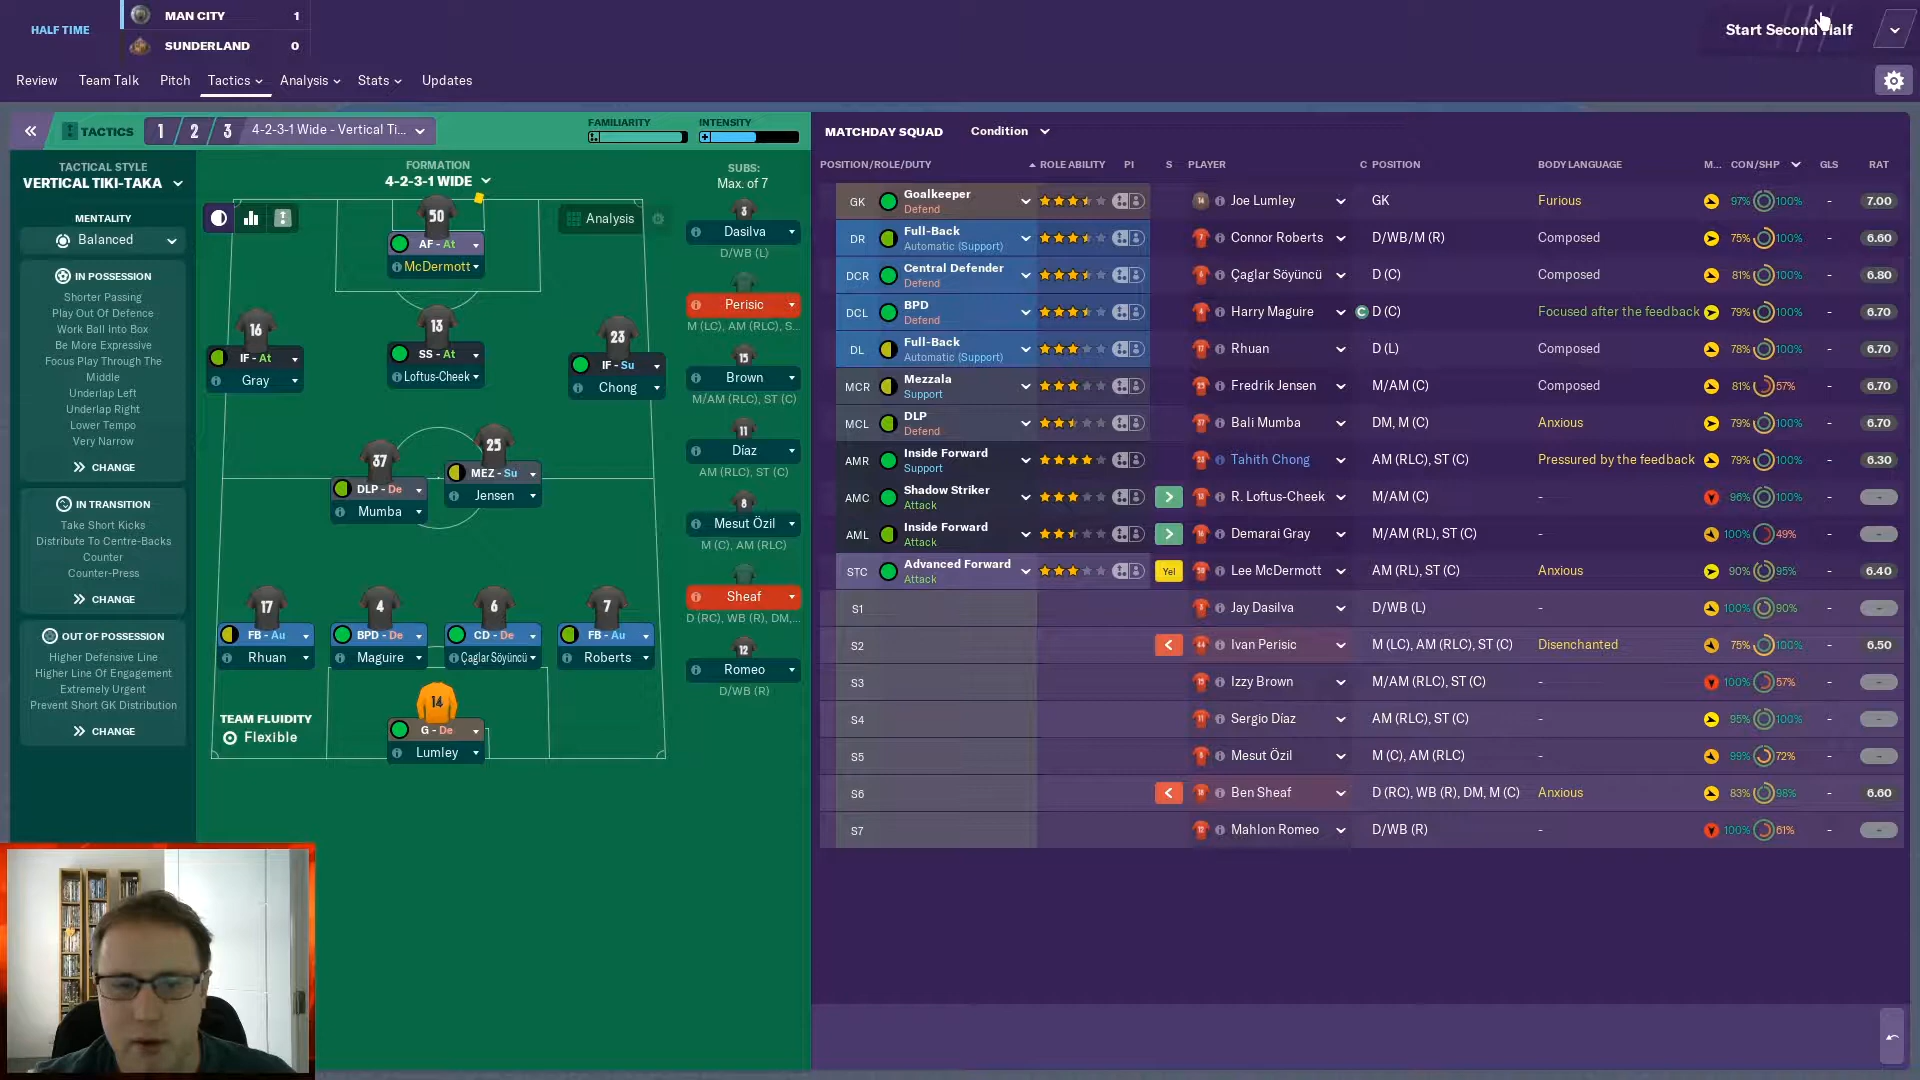 HALF TIME
MAN CITY 1
SUNDERLAND 0
Start Second Half
Review Team Talk Pitch Tactics Analysis Stats Updates
TACTICS 1 2 3 4-2-3-1 Wide - Vertical Ti...
FAMILIARITY
INTENSITY
TACTICAL STYLE
VERTICAL TIKI-TAKA
MENTALITY
Balanced
IN POSSESSION
Shorter Passing
Play Out Of Defence
Work Ball Into Box
Be More Expressive
Focus Play Through The
Middle
Underlap Left
Underlap Right
Lower Tempo
Very Narrow
CHANGE
IN TRANSITION
Take Short Kicks
Distribute To Centre-Backs
Counter
Counter-Press
CHANGE
OUT OF POSSESSION
Higher Defensive Line
Higher Line Of Engagement
Extremely Urgent
Prevent Short GK Distribution
CHANGE
FORMATION
4-2-3-1 WIDE
Analysis
50
AF - At
McDermott
16
IF - At
Gray
13
SS - At
Loftus-Cheek
23
IF - Su
Chong
37
DLP - De
Mumba
25
MEZ - Su
Jensen
17
FB - Au
Rhuan
4
BPD - De
Maguire
6
CD - De
Çaglar Söyüncü
7
FB - Au
Roberts
14
G - De
Lumley
TEAM FLUIDITY
Flexible
SUBS:
Max. of 7
3
Dasilva
D/WB (L)
Perisic
M (LC), AM (RLC), S...
15
Brown
M/AM (RLC), ST (C)
11
Díaz
AM (RLC), ST (C)
8
Mesut Özil
M (C), AM (RLC)
Sheaf
D (RC), WB (R), DM,...
12
Romeo
D/WB (R)
MATCHDAY SQUAD Condition
POSITION/ROLE/DUTY ROLE ABILITY PI S PLAYER C POSITION BODY LANGUAGE M... CON/SHP GLS RAT
GK Goalkeeper Joe Lumley GK Furious 97% 100% - 7.00
Defend
DR Full-Back Connor Roberts D/WB/M (R) Composed 75% 100% - 6.60
Automatic (Support)
DCR Central Defender Çaglar Söyüncü D (C) Composed 81% 100% - 6.80
Defend
DCL BPD Harry Maguire C D (C) Focused after the feedback 79% 100% - 6.70
Defend
DL Full-Back Rhuan D (L) Composed 78% 100% - 6.70
Automatic (Support)
MCR Mezzala Fredrik Jensen M/AM (C) Composed 81% 57% - 6.70
Support
MCL DLP Bali Mumba DM, M (C) Anxious 79% 100% - 6.70
Defend
AMR Inside Forward Tahith Chong AM (RLC), ST (C) Pressured by the feedback 79% 100% - 6.30
Support
AMC Shadow Striker R. Loftus-Cheek M/AM (C) - 96% 100% - -
Attack
AML Inside Forward Demarai Gray M/AM (RL), ST (C) - 100% 49% - -
Attack
STC Advanced Forward Yel Lee McDermott AM (RL), ST (C) Anxious 90% 95% - 6.40
Attack
S1 Jay Dasilva D/WB (L) - 100% 90% - -
S2 Ivan Perisic M (LC), AM (RLC), ST (C) Disenchanted 75% 100% - 6.50
S3 Izzy Brown M/AM (RLC), ST (C) - 100% 57% - -
S4 Sergio Díaz AM (RLC), ST (C) - 95% 100% - -
S5 Mesut Özil M (C), AM (RLC) - 99% 72% - -
S6 Ben Sheaf D (RC), WB (R), DM, M (C) Anxious 83% 98% - 6.60
S7 Mahlon Romeo D/WB (R) - 100% 61% - -